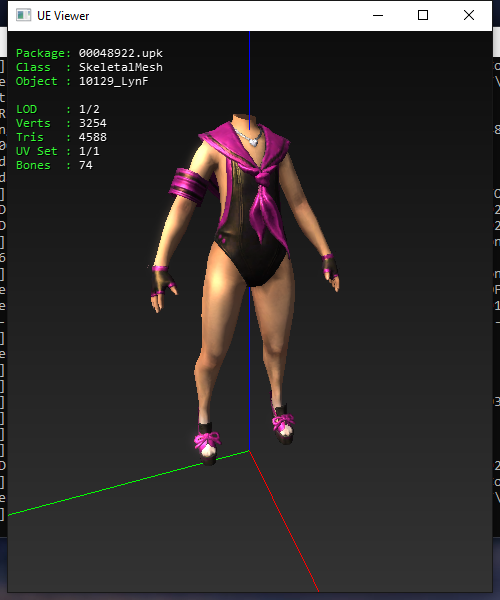 UE Viewer
Package: 00048922.upk
Class : SkeletalMesh
Object : 10129_LynF
LOD : 1/2
Verts : 3254
Tris : 4588
UV Set : 1/1
Bones : 74